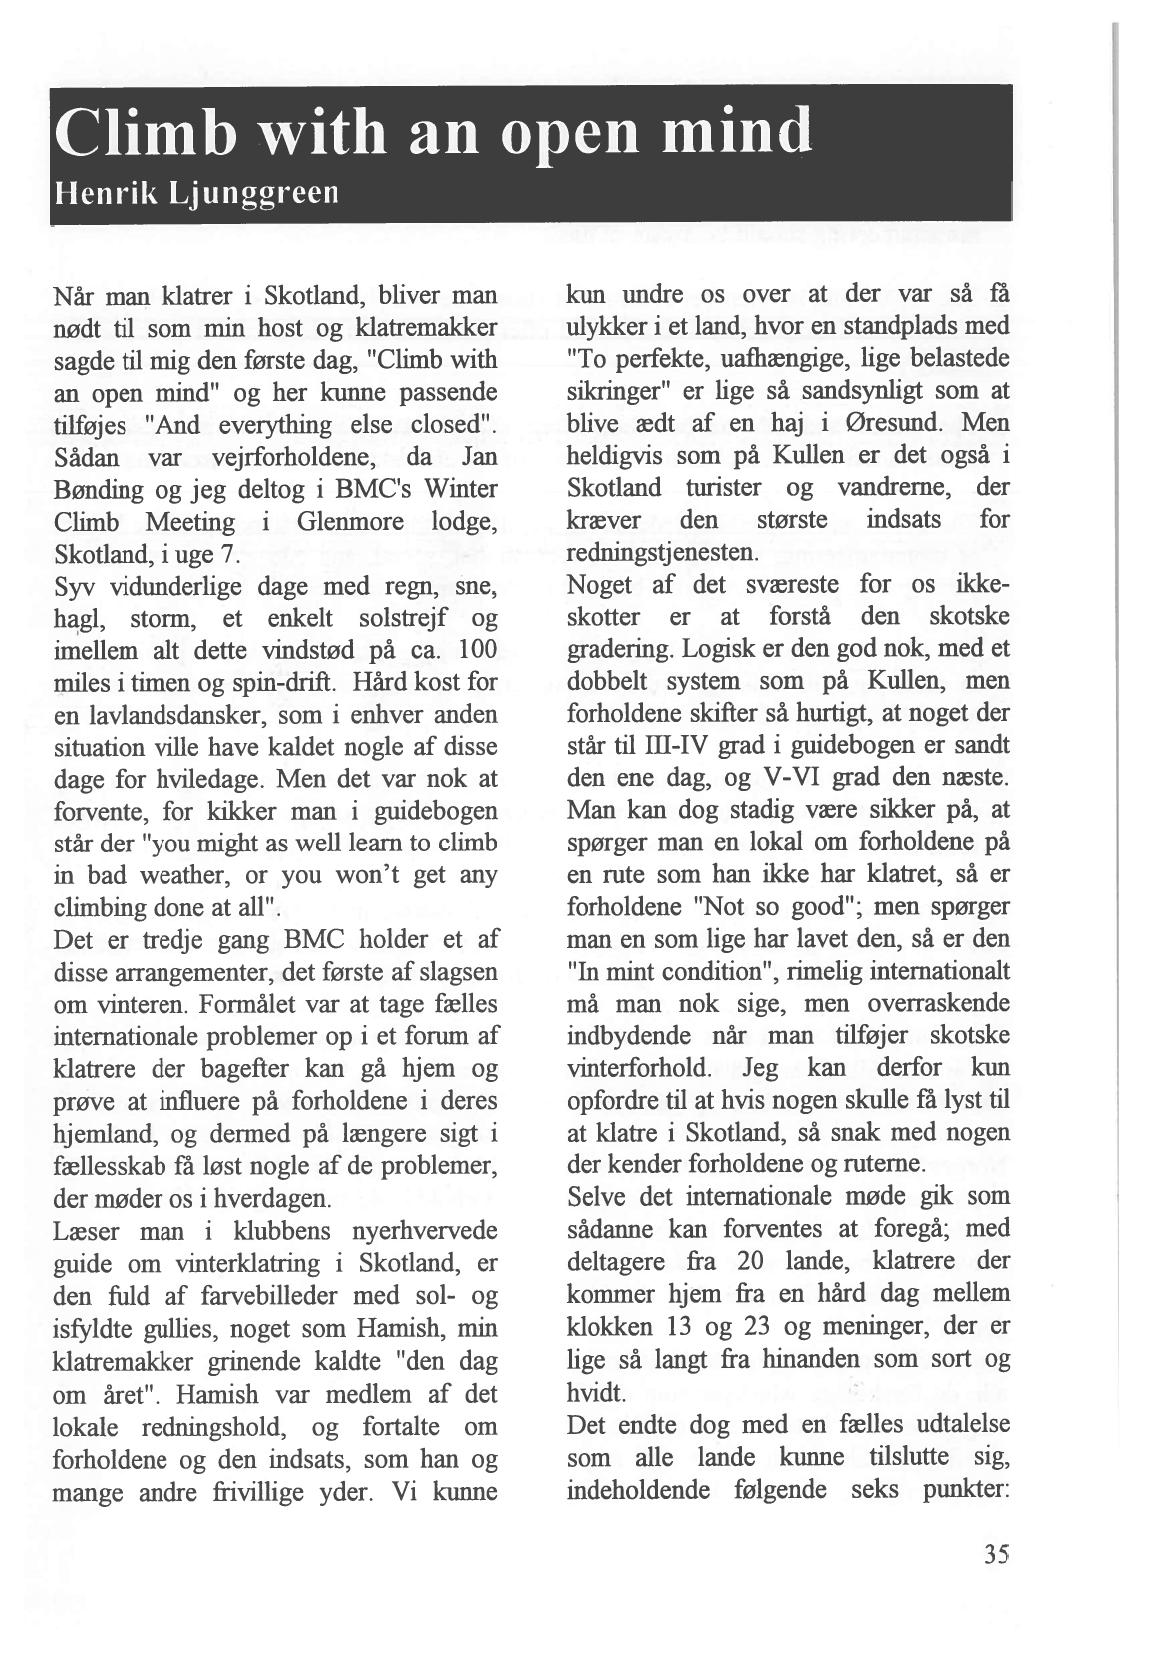 Climb with an open mind
Henrik Ljunggreen
Når man klatrer i Skotland, bliver man
nødt til som min host og klatremakker
sagde til mig den første dag, "Climb with
an open mind" og her kunne passende
tilføjes "And everything else closed".
Sådan var vejrforholdene, da Jan
Bønding og jeg deltog i BMC's Winter
Climb Meeting i Glenmore lodge,
Skotland, i uge 7.
Syv vidunderlige dage med regn, sne,
hagl, storm, et enkelt solstrejf og
imellem alt dette vindstød på ca. 100
miles i timen og spin-drift. Hård kost for
en lavlandsdansker, som i enhver anden
situation ville have kaldet nogle af disse
dage for hviledage. Men det var nok at
forvente, for kikker man i guidebogen
står der "you might as well learn to climb
in bad weather, or you won't get any
climbing done at all".
Det er tredje gang BMC holder et af
disse arrangementer, det første af slagsen
om vinteren. Formålet var at tage fælles
internationale problemer op i et forum af
klatrere der bagefter kan gå hjem og
prøve at influere på forholdene i deres
hjemland, og dermed på længere sigt i
fællesskab få løst nogle af de problemer,
der møder os i hverdagen.
Læser man i klubbens nyerhvervede
guide om vinterklatring i Skotland, er
den fuld af farvebilleder med sol- og
isfyldte gullies, noget som Hamish, min
klatremakker grinende kaldte "den dag
om året". Hamish var medlem af det
lokale redningshold, og fortalte om
forholdene og den indsats, som han og
mange andre frivillige yder. Vi kunne
kun undre os over at der var så få
ulykker i et land, hvor en standplads med
"To perfekte, uafhængige, lige belastede
sikringer" er lige så sandsynligt som at
blive ædt af en haj i Øresund. Men
heldigvis som på Kullen er det også i
Skotland turister og vandrerne, der
kræver den største indsats for
redningstjenesten.
Noget af det sværeste for os ikke-
skotter er at forstå den skotske
gradering. Logisk er den god nok, med et
dobbelt system som på Kullen, men
forholdene skifter så hurtigt, at noget der
står til III-IV grad i guidebogen er sandt
den ene dag, og V-VI grad den næste.
Man kan dog stadig være sikker på, at
spørger man en lokal om forholdene på
en rute som han ikke har klatret, så er
forholdene "Not so good"; men spørger
man en som lige har lavet den, så er den
"In mint condition", rimelig internationalt
må man nok sige, men overraskende
indbydende når man tilføjer skotske
vinterforhold. Jeg kan derfor kun
opfordre til at hvis nogen skulle få lyst til
at klatre i Skotland, så snak med nogen
der kender forholdene og ruterne.
Selve det internationale møde gik som
sådanne kan forventes at foregå; med
deltagere fra 20 lande, klatrere der
kommer hjem fra en hård dag mellem
klokken 13 og 23 og meninger, der er
lige så langt fra hinanden som sort og
hvidt.
Det endte dog med en fælles udtalelse
som alle lande kunne tilslutte sig,
indeholdende følgende seks punkter:
35